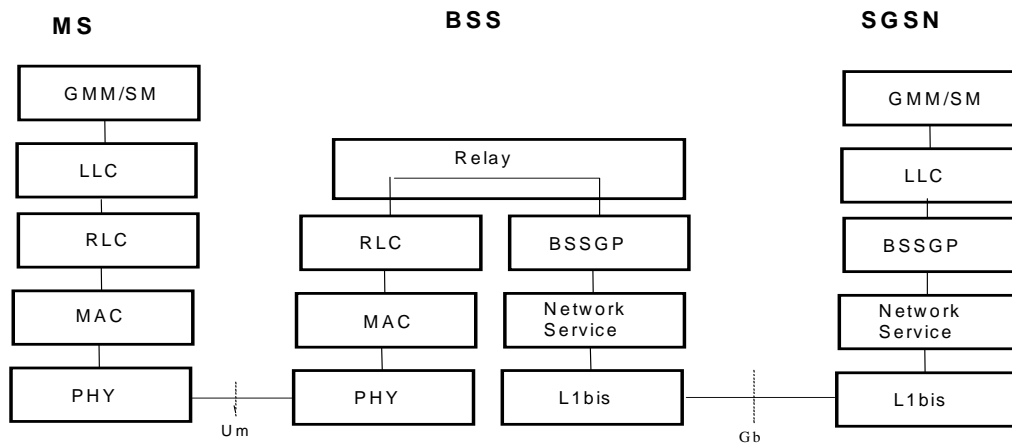 MS
BSS
SGSN
GMM/SM
LLC
RLC
MAC
PHY
Um
Relay
RLC
BSSGP
MAC
Network
Service
PHY
L1bis
Gb
GMM/SM
LLC
BSSGP
Network
Service
L1bis